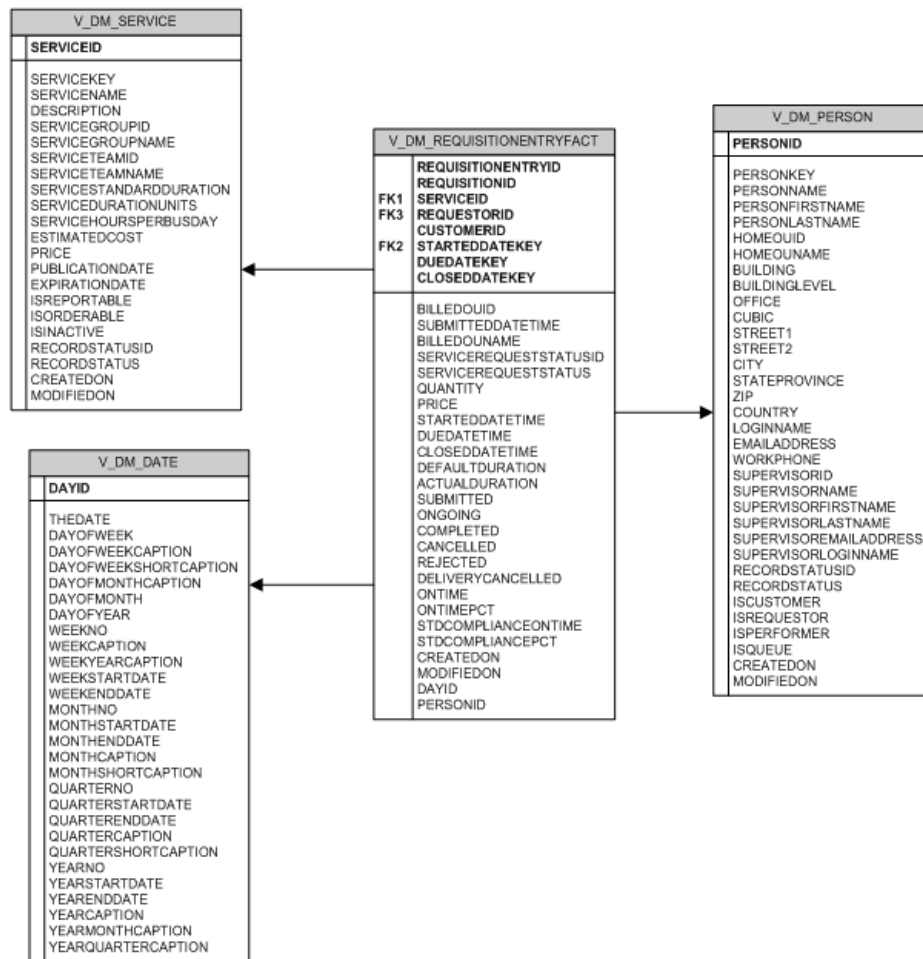 V_DM_SERVICE
SERVICEID
SERVICEKEY
SERVICENAME
DESCRIPTION
SERVICEGROUPID
SERVICEGROUPNAME
SERVICETEAMID
SERVICETEAMNAME
SERVICESTANDARDDURATION
SERVICEDURATIONUNITS
SERVICEHOURSPERBUSDAY
ESTIMATEDCOST
PRICE
PUBLICATIONDATE
EXPIRATIONDATE
ISREPORTABLE
ISORDERABLE
ISINACTIVE
RECORDSTATUSID
RECORDSTATUS
CREATEDON
MODIFIEDON
V_DM_DATE
DAYID
THEDATE
DAYOFWEEK
DAYOFWEEKCAPTION
DAYOFWEEKSHORTCAPTION
DAYOFMONTHCAPTION
DAYOFMONTH
DAYOFYEAR
WEEKNO
WEEKCAPTION
WEEKYEARCAPTION
WEEKSTARTDATE
WEEKENDDATE
MONTHNO
MONTHSTARTDATE
MONTHENDDATE
MONTHCAPTION
MONTHSHORTCAPTION
QUARTERNO
QUARTERSTARTDATE
QUARTERENDDATE
QUARTERCAPTION
QUARTERSHORTCAPTION
YEARNO
YEARSTARTDATE
YEARENDDATE
YEARCAPTION
YEARMONTHCAPTION
YEARQUARTERCAPTION
V_DM_REQUISITIONENTRYFACT
REQUISITIONENTRYID
REQUISITIONID
FK1 SERVICEID
FK3 REQUESTORID
CUSTOMERID
FK2 STARTEDDATEKEY
DUEDATEKEY
CLOSEDDATEKEY
BILLEDOUID
SUBMITTEDDATETIME
BILLEDOUNAME
SERVICEREQUESTSTATUSID
SERVICEREQUESTSTATUS
QUANTITY
PRICE
STARTEDDATETIME
DUEDATETIME
CLOSEDDATETIME
DEFAULTDURATION
ACTUALDURATION
SUBMITTED
ONGOING
COMPLETED
CANCELLED
REJECTED
DELIVERYCANCELLED
ONTIME
ONTIMEPCT
STDCOMPLIANCEONTIME
STDCOMPLIANCEPCT
CREATEDON
MODIFIEDON
DAYID
PERSONID
V_DM_PERSON
PERSONID
PERSONKEY
PERSONNAME
PERSONFIRSTNAME
PERSONLASTNAME
HOMEOUID
HOMEOUNAME
BUILDING
BUILDINGLEVEL
OFFICE
CUBIC
STREET1
STREET2
CITY
STATEPROVINCE
ZIP
COUNTRY
LOGINNAME
EMAILADDRESS
WORKPHONE
SUPERVISORID
SUPERVISORNAME
SUPERVISORFIRSTNAME
SUPERVISORLASTNAME
SUPERVISOREMAILADDRESS
SUPERVISORLOGINNAME
RECORDSTATUSID
RECORDSTATUS
ISCUSTOMER
ISREQUESTOR
ISPERFORMER
ISQUEUE
CREATEDON
MODIFIEDON